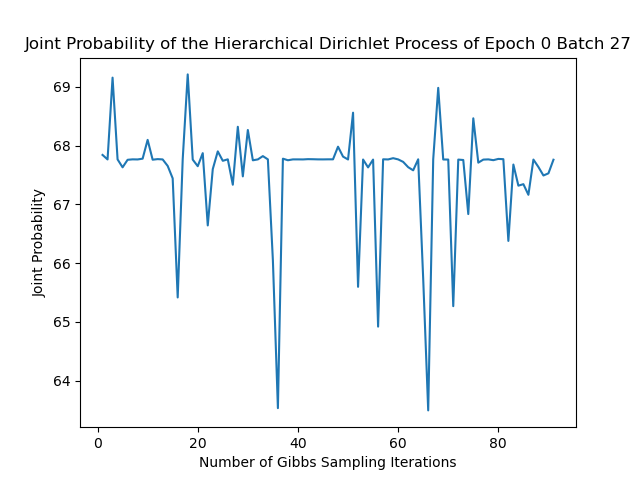 Joint Probability of the Hierarchical Dirichlet Process of Epoch 0 Batch 27
69
68
67
66
65
64
Joint Probability
0 20 40 60 80
Number of Gibbs Sampling Iterations